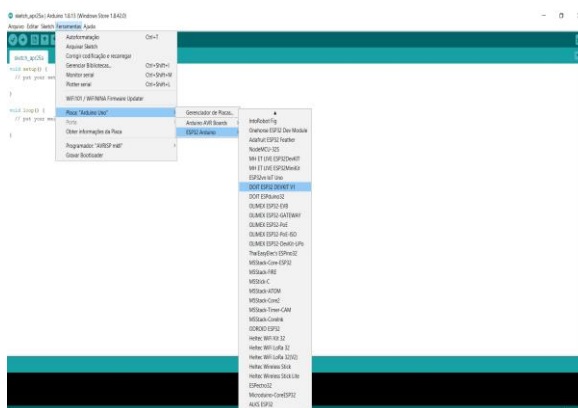 sketch_apr25a | Arduino 1.8.13 (Windows Store 1.8.42.0)
Arquivo Editar Sketch Ferramentas Ajuda
sketch_apr25a
void setup() {
// put your set
}
void loop() {
// put your mai
}
Autoformatação Ctrl+T
Arquivar Sketch
Corrigir codificação e recarregar
Gerenciar Bibliotecas... Ctrl+Shift+I
Monitor serial Ctrl+Shift+M
Plotter serial Ctrl+Shift+L
WiFi101 / WiFiNINA Firmware Updater
Placa: "Arduino Uno"
Porta
Obter informações da Placa
Programador: "AVRISP mkII"
Gravar Bootloader
Gerenciador de Placas...
Arduino AVR Boards
ESP32 Arduino
IntoRobot Fig
Onehorse ESP32 Dev Module
Adafruit ESP32 Feather
NodeMCU-32S
MH ET LIVE ESP32DevKIT
MH ET LIVE ESP32MiniKit
ESP32vn IoT Uno
DOIT ESP32 DEVKIT V1
DOIT ESPduino32
OLIMEX ESP32-EVB
OLIMEX ESP32-GATEWAY
OLIMEX ESP32-PoE
OLIMEX ESP32-PoE-ISO
OLIMEX ESP32-DevKit-LiPo
ThaiEasyElec's ESPino32
M5Stack-Core-ESP32
M5Stack-FIRE
M5Stick-C
M5Stack-ATOM
M5Stack-Core2
M5Stack-Timer-CAM
M5Stack-CoreInk
ODROID ESP32
Heltec WiFi Kit 32
Heltec WiFi LoRa 32
Heltec WiFi LoRa 32(V2)
Heltec Wireless Stick
Heltec Wireless Stick Lite
ESPectro32
Microduino-CoreESP32
ALKS ESP32